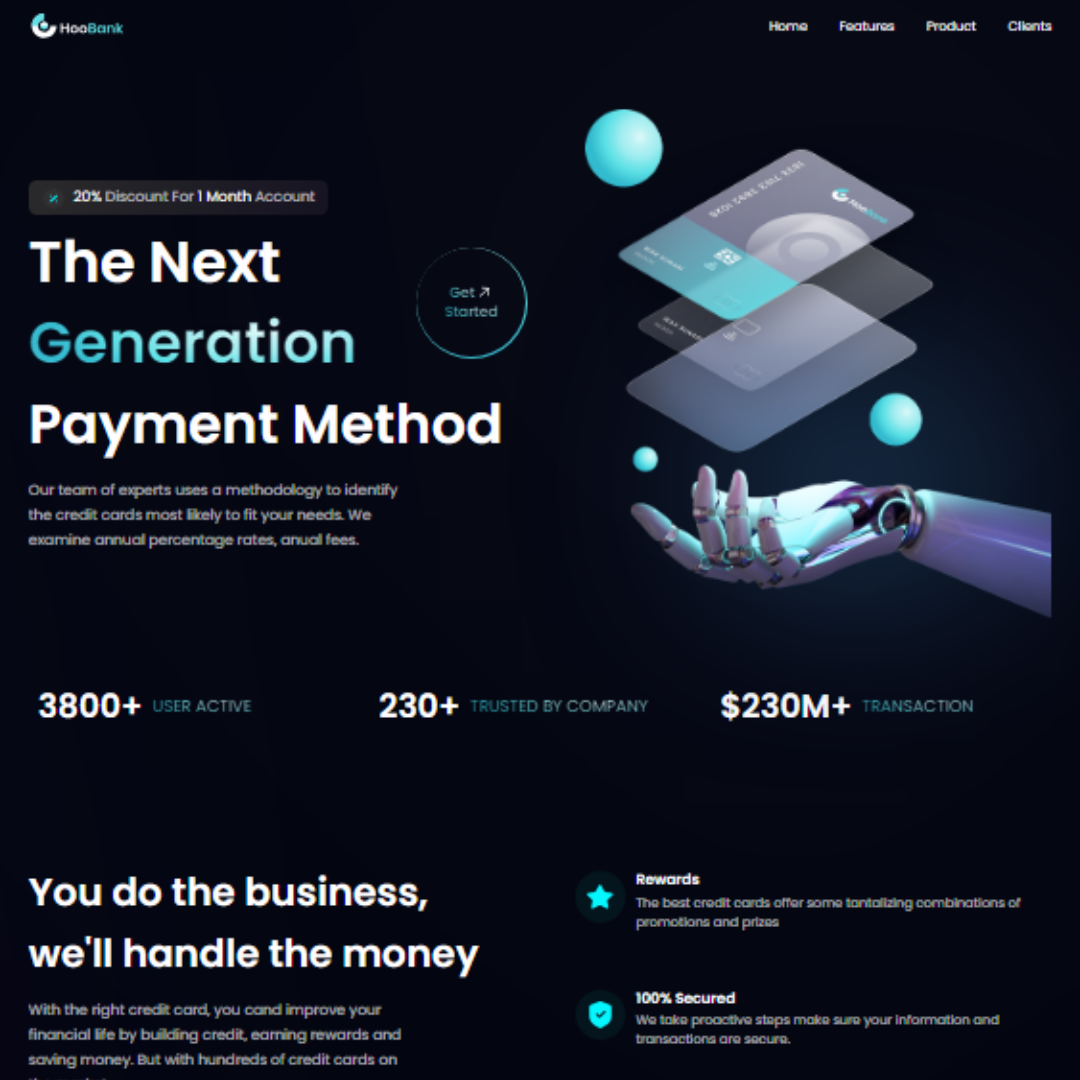 HooBank
Home Features Product Clients
20% Discount For 1 Month Account
The Next
Generation
Payment Method
Get
Started
HooBank
Our team of experts uses a methodology to identify
the credit cards most likely to fit your needs. We
examine annual percentage rates, anual fees.
3800+ USER ACTIVE
230+ TRUSTED BY COMPANY
$230M+ TRANSACTION
You do the business,
we'll handle the money
With the right credit card, you cand improve your
financial life by building credit, earning rewards and
saving money. But with hundreds of credit cards on
Rewards
The best credit cards offer some tantalizing combinations of
promotions and prizes
100% Secured
We take proactive steps make sure your information and
transactions are secure.